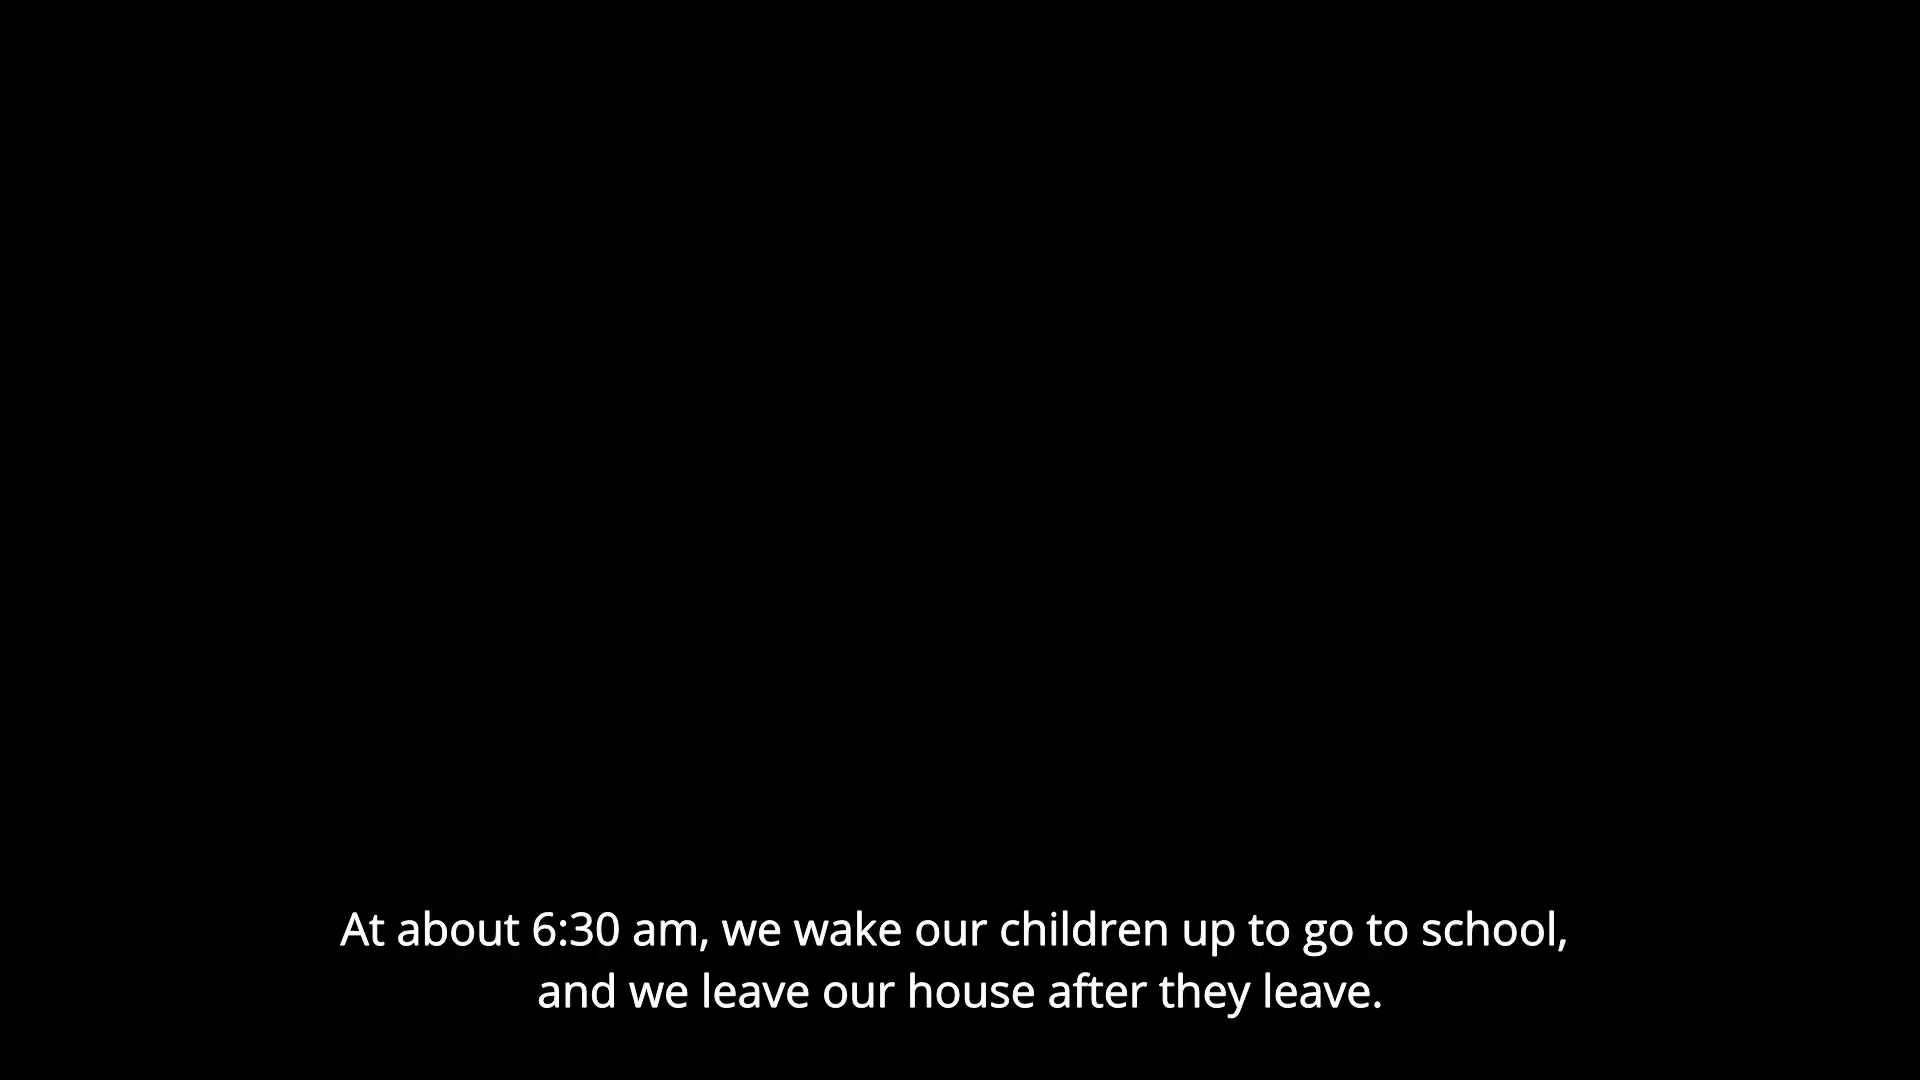 At about 6:30 am, we wake our children up to go to school,
and we leave our house after they leave.